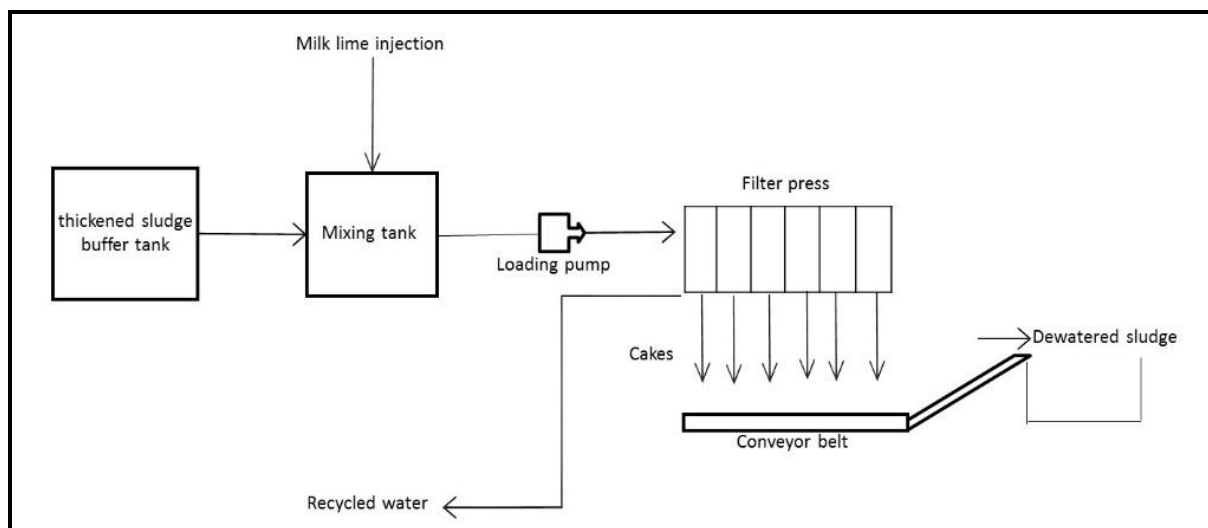 Milk lime injection
Filter press
thickened sludge
buffer tank
Mixing tank
Loading pump
Cakes
Dewatered sludge
Conveyor belt
Recycled water